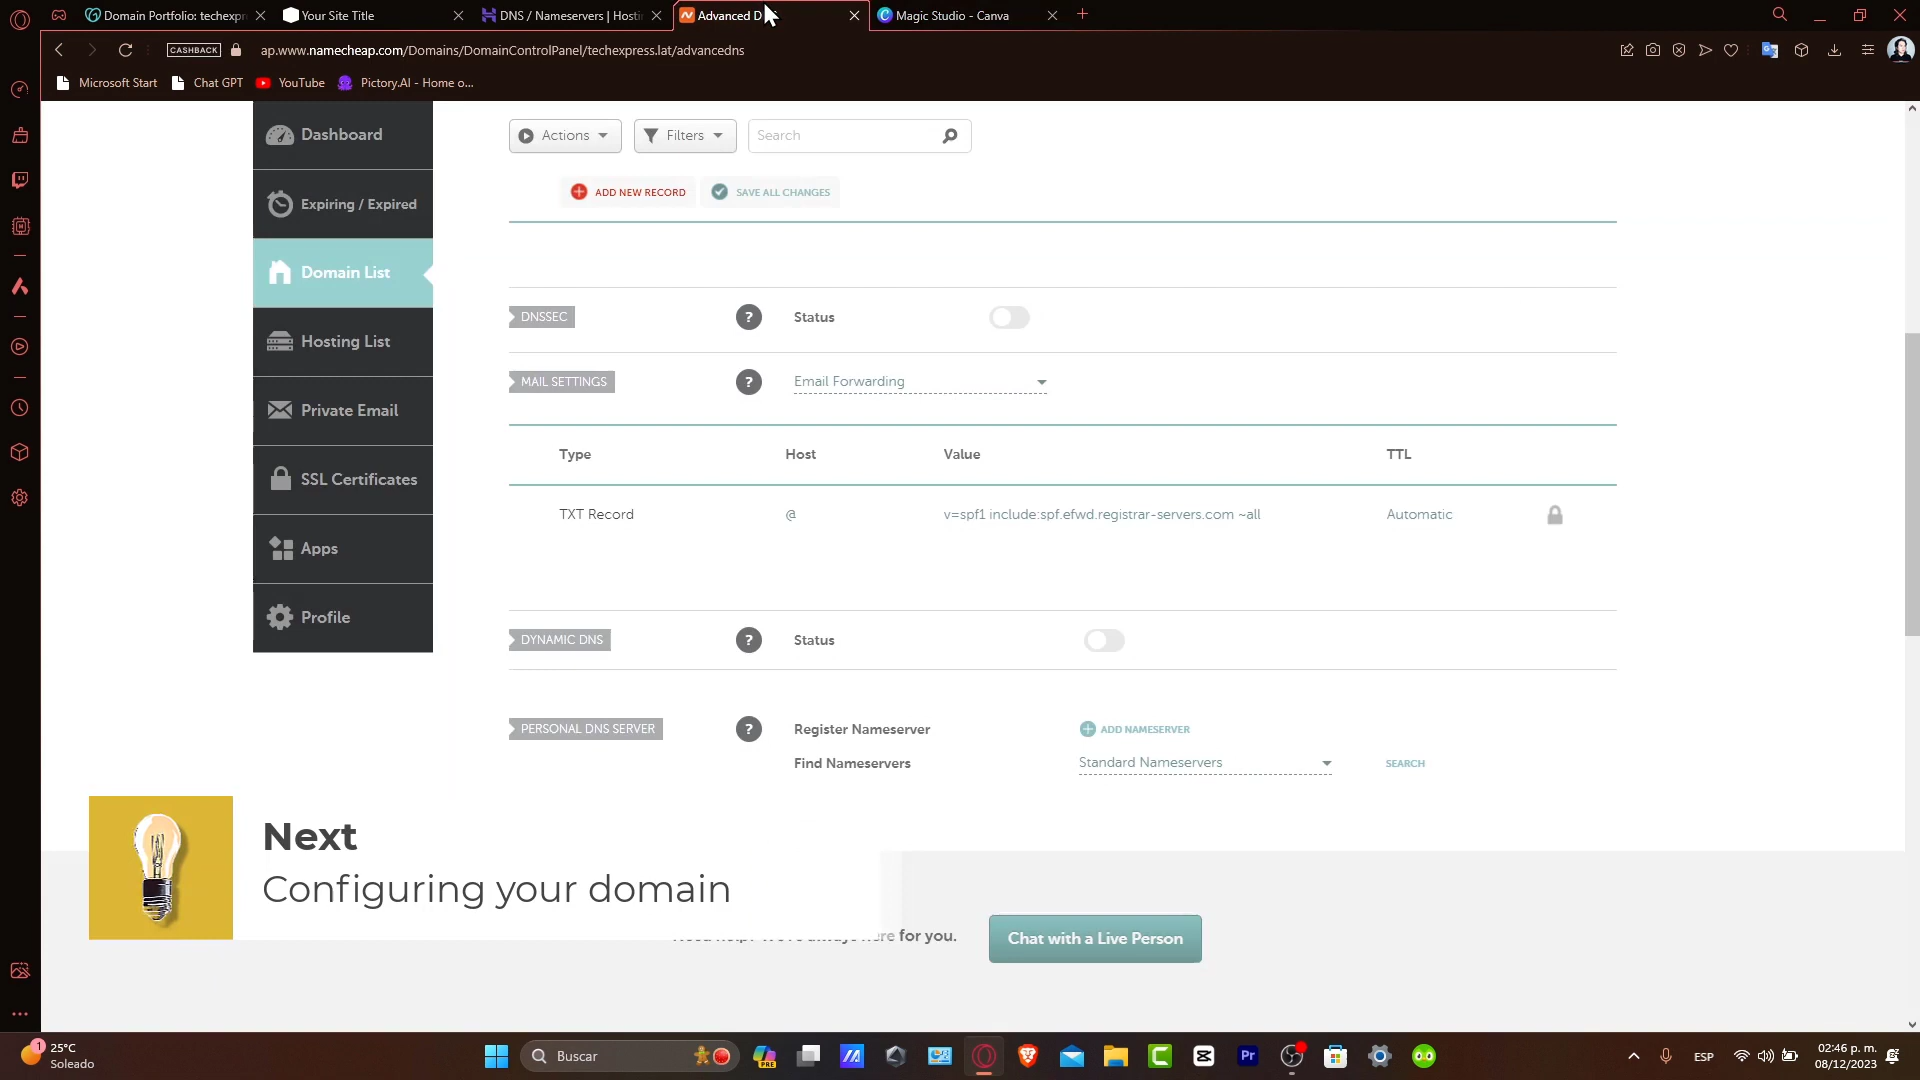 Domain Portfolio: techexpr
Your Site Title
DNS / Nameservers | Hosti
Advanced D
Magic Studio - Canva
CASHBACK
ap.www.namecheap.com/Domains/DomainControlPanel/techexpress.lat/advancedns
Microsoft Start
Chat GPT
YouTube
Pictory.AI - Home o...
Dashboard
Expiring / Expired
Domain List
Hosting List
Private Email
SSL Certificates
Apps
Profile
Actions
Filters
Search
ADD NEW RECORD
SAVE ALL CHANGES
DNSSEC
?
Status
MAIL SETTINGS
?
Email Forwarding
Type Host Value TTL
TXT Record @ v=spf1 include:spf.efwd.registrar-servers.com ~all Automatic
DYNAMIC DNS
?
Status
PERSONAL DNS SERVER
?
Register Nameserver
ADD NAMESERVER
Find Nameservers
Standard Nameservers
SEARCH
Next
Configuring your domain
for you.
Chat with a Live Person
1
25°C
Soleado
Buscar
PRE
Pr
ESP
02:46 p. m.
08/12/2023